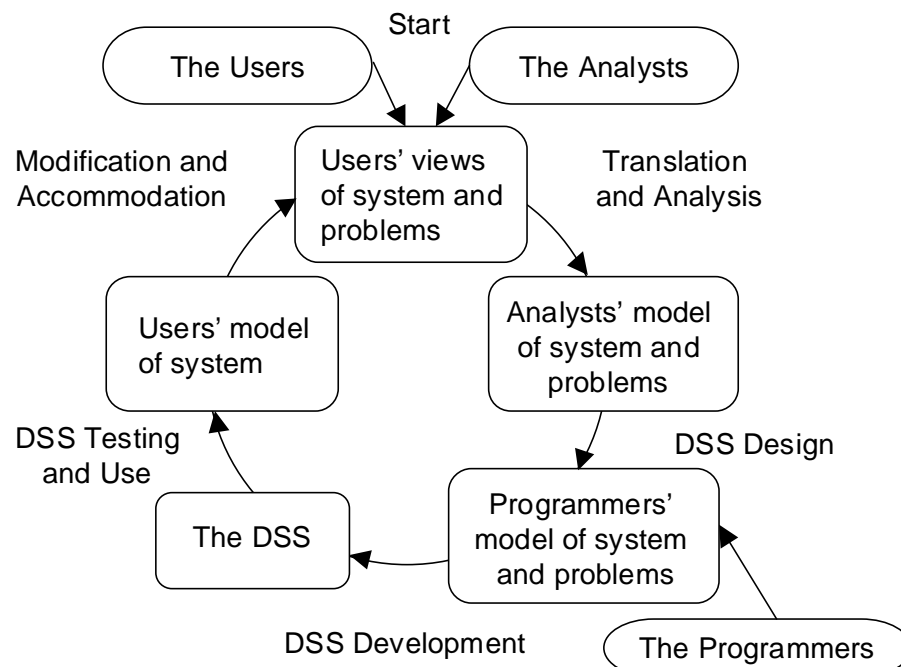 Start
The Users
The Analysts
Modification and
Accommodation
Users’ views
of system and
problems
Translation
and Analysis
Users’ model
of system
Analysts’ model
of system and
problems
DSS Testing
and Use
DSS Design
The DSS
Programmers’
model of system
and problems
DSS Development
The Programmers